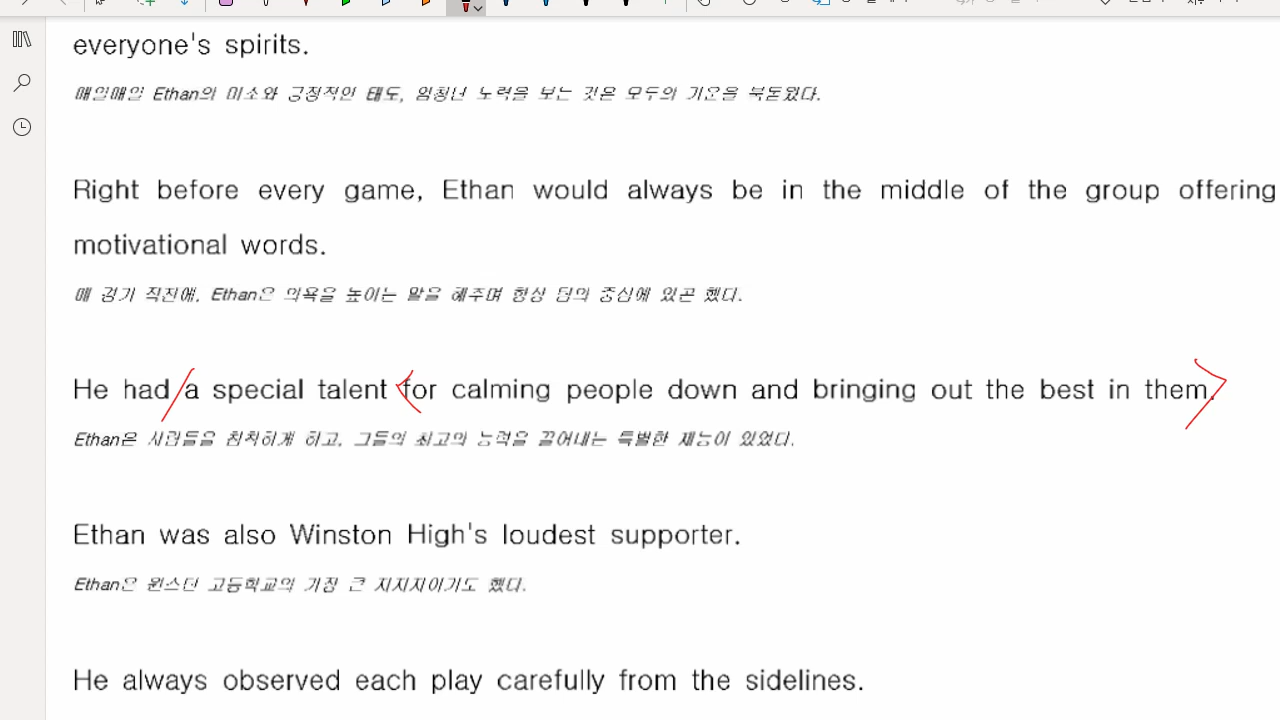 everyone's spirits.
매일매일 Ethan의 미소와 긍정적인 태도, 엄청난 노력을 보는 것은 모두의 기운을 북돋웠다.
Right before every game, Ethan would always be in the middle of the group offering
motivational words.
매 경기 직전에, Ethan은 의욕을 높이는 말을 해주며 항상 팀의 중심에 있곤 했다.
He had a special talent for calming people down and bringing out the best in them.
Ethan은 사람들을 침착하게 하고, 그들의 최고의 능력을 끌어내는 특별한 재능이 있었다.
Ethan was also Winston High's loudest supporter.
Ethan은 윈스턴 고등학교의 가장 큰 지지자이기도 했다.
He always observed each play carefully from the sidelines.